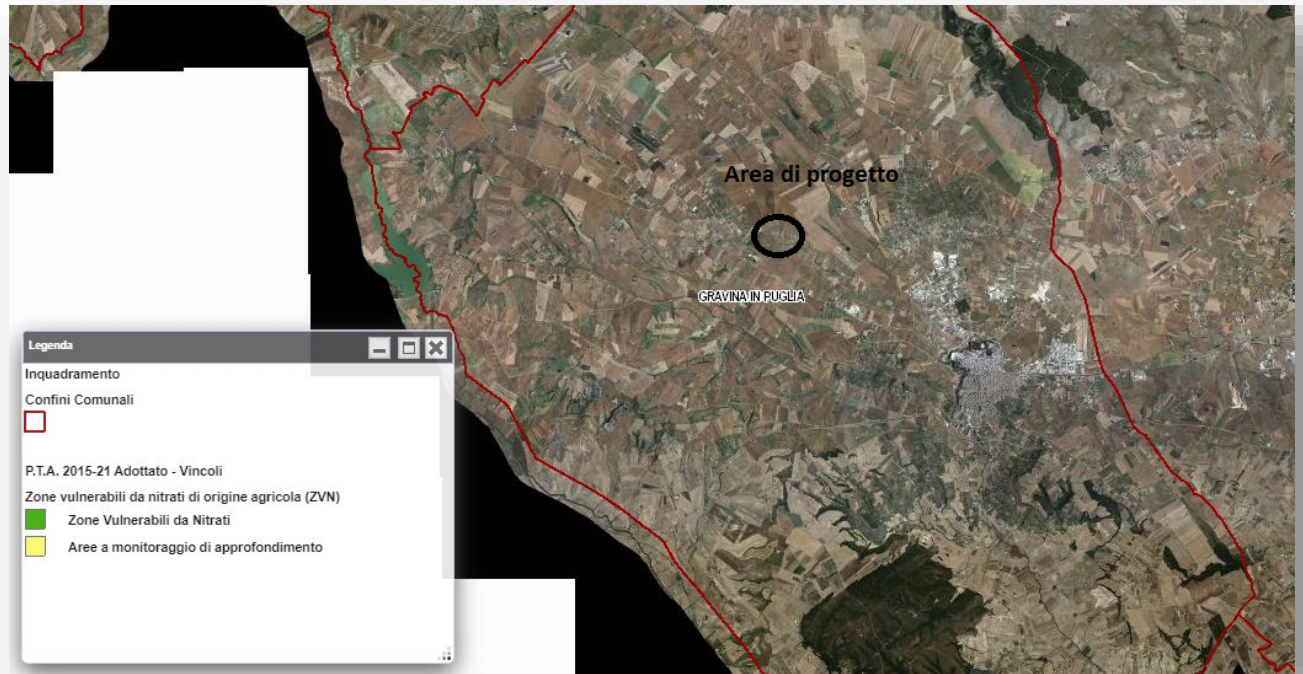 Area di progetto
GRAVINA IN PUGLIA
Legenda
Inquadramento
Confini Comunali
P.T.A. 2015-21 Adottato - Vincoli
Zone vulnerabili da nitrati di origine agricola (ZVN)
Zone Vulnerabili da Nitrati
Aree a monitoraggio di approfondimento